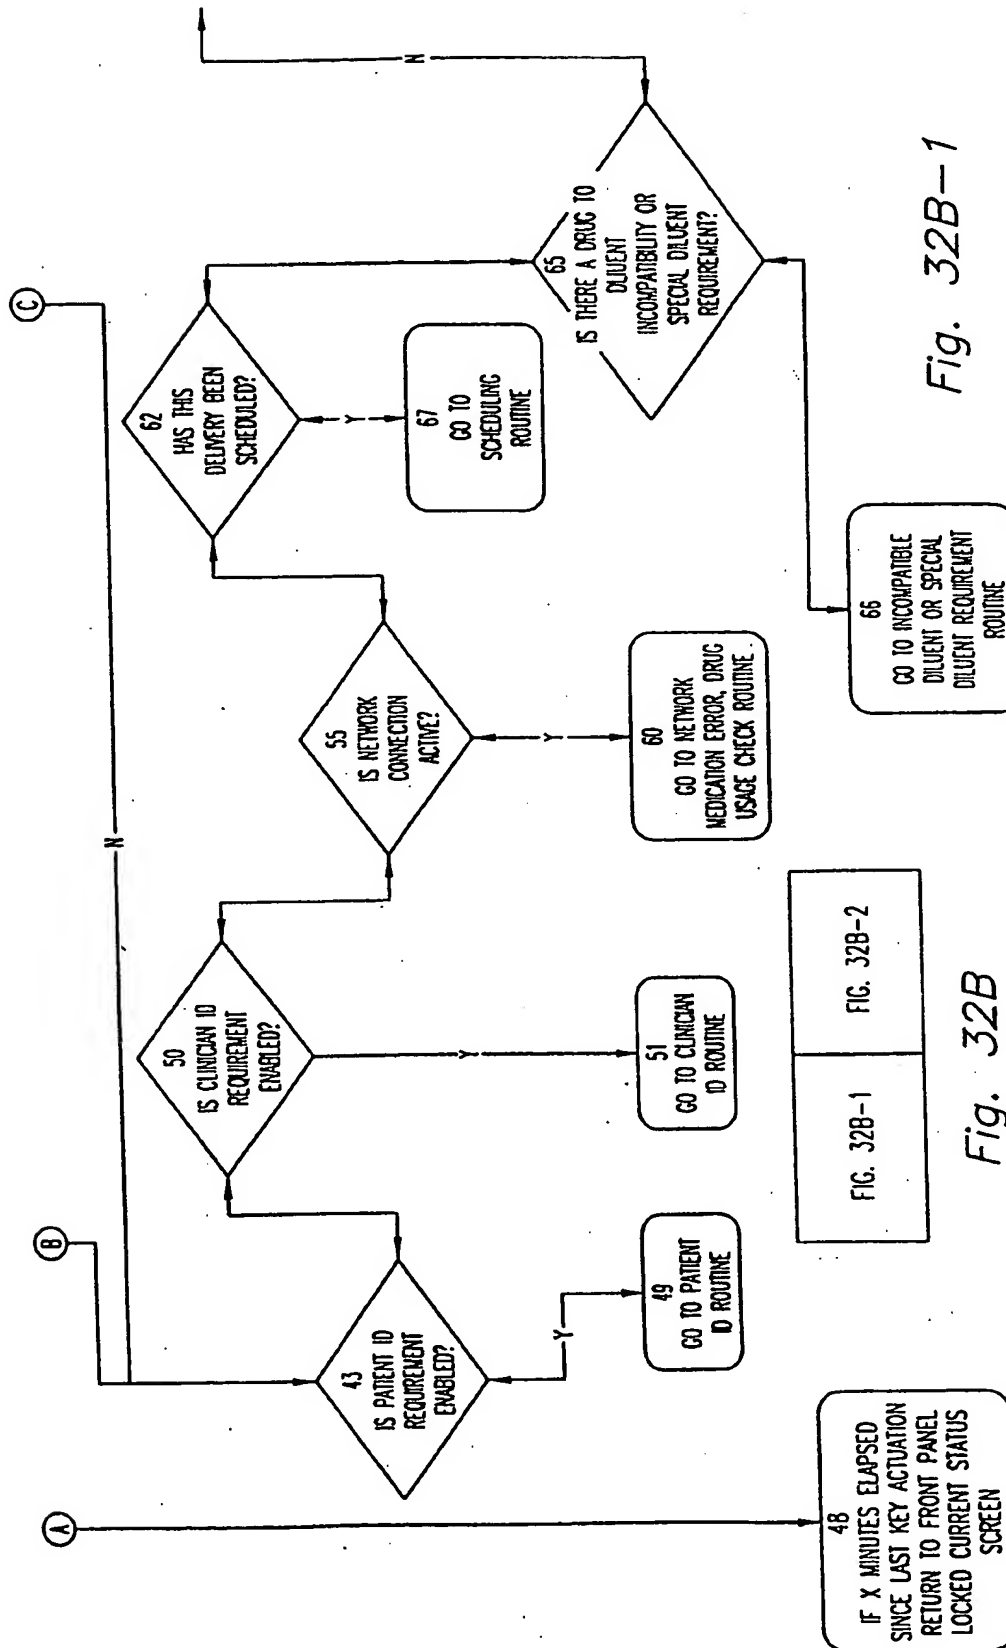 A
B
C
N
48
IF X MINUTES ELAPSED
SINCE LAST KEY ACTUATION
RETURN TO FRONT PANEL
LOCKED CURRENT STATUS
SCREEN
43
IS PATIENT ID
REQUIREMENT
ENABLED?
Y
49
GO TO PATIENT
ID ROUTINE
50
IS CLINICIAN ID
REQUIREMENT
ENABLED?
Y
51
GO TO CLINICIAN
ID ROUTINE
55
IS NETWORK
CONNECTION
ACTIVE?
Y
60
GO TO NETWORK
MEDICATION ERROR, DRUG
USAGE CHECK ROUTINE
62
HAS THIS
DELIVERY BEEN
SCHEDULED?
Y
67
GO TO
SCHEDULING
ROUTINE
65
IS THERE A DRUG TO
DILUENT
INCOMPATIBILITY OR
SPECIAL DILUENT
REQUIREMENT?
N
66
GO TO INCOMPATIBLE
DILUENT OR SPECIAL
DILUENT REQUIREMENT
ROUTINE
FIG. 32B-1
FIG. 32B-2
Fig. 32B
Fig. 32B-1